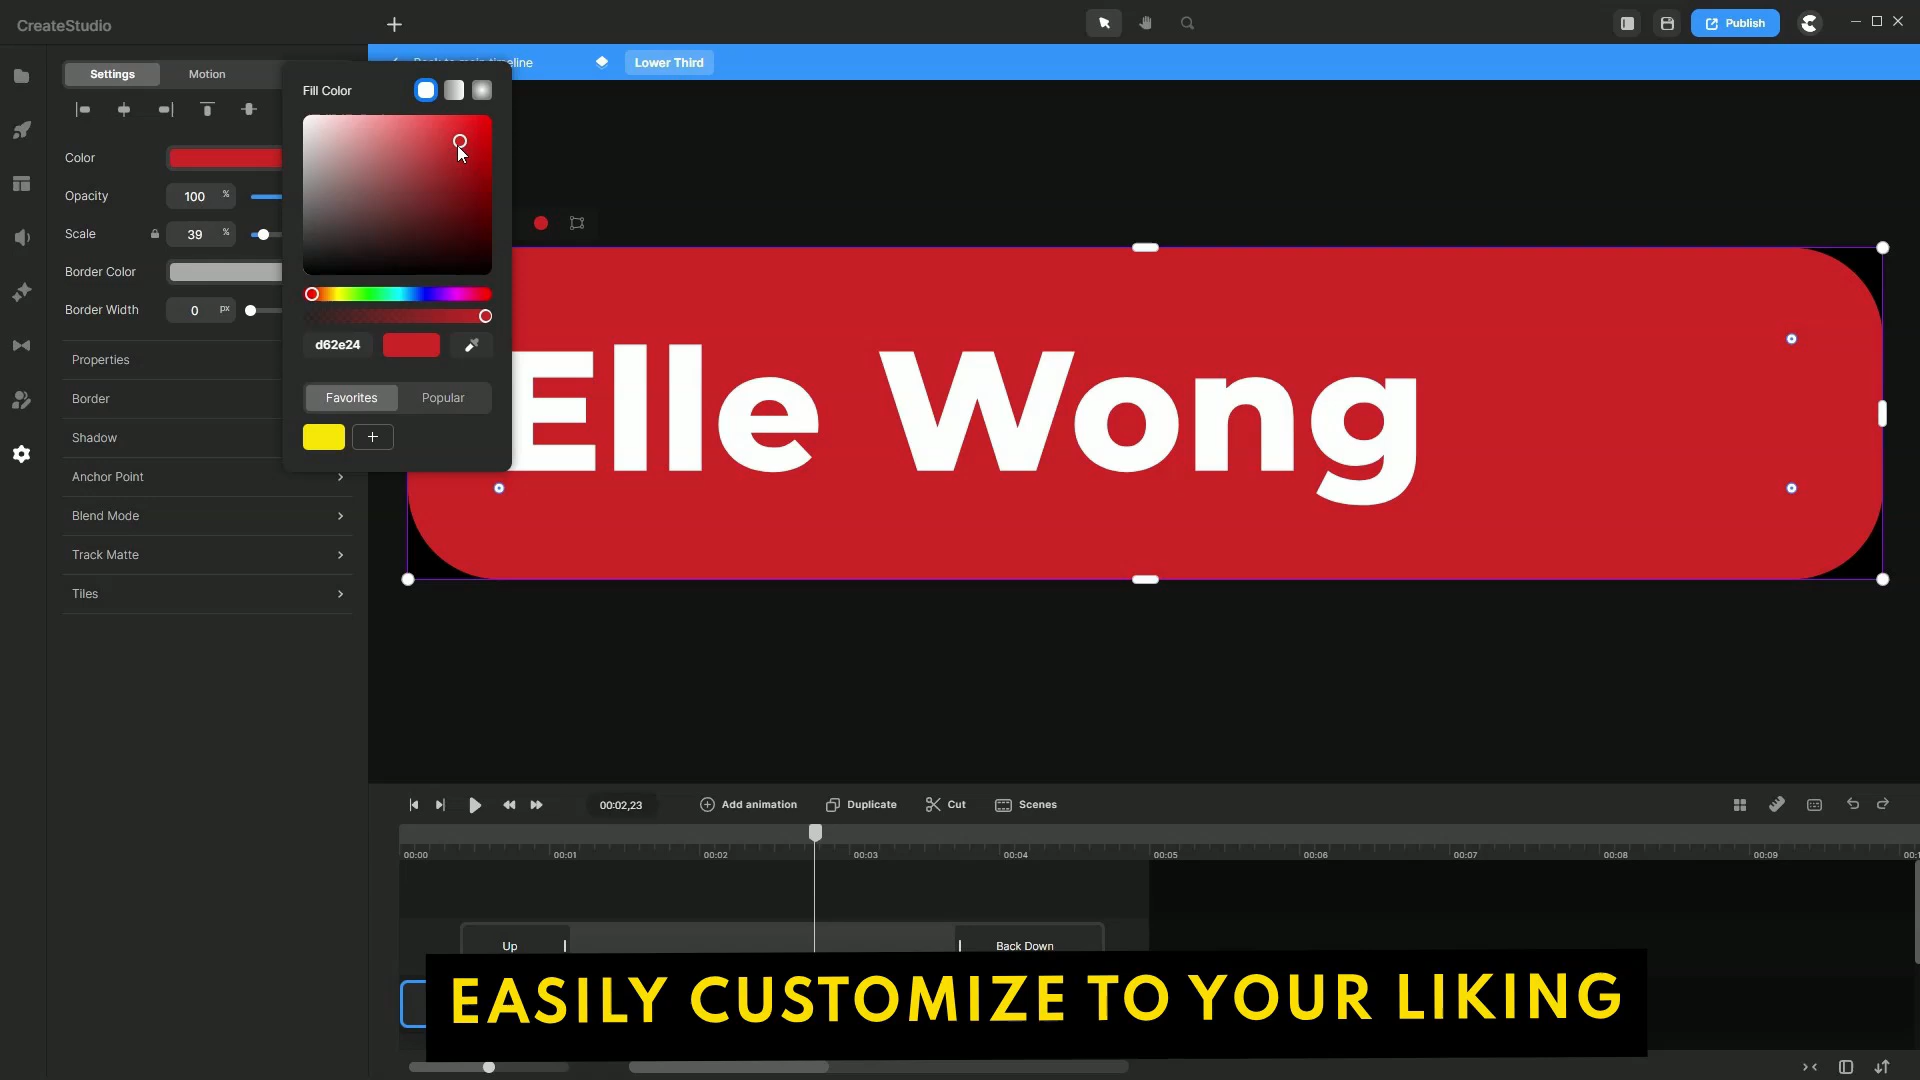 CreateStudio
Publish
Settings
Motion
Fill Color
Lower Third
Color
Opacity
100 %
Scale
39 %
Border Color
Border Width
0 px
d62e24
Properties
Favorites
Popular
Border
Shadow
Anchor Point
Blend Mode
Track Matte
Tiles
Elle Wong
00:02,23
Add animation
Duplicate
Cut
Scenes
00:00
00:01
00:02
00:03
00:04
00:05
00:06
00:07
00:08
00:09
Up
Back Down
EASILY CUSTOMIZE TO YOUR LIKING